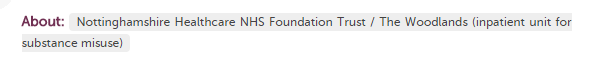 About: Nottinghamshire Healthcare NHS Foundation Trust / The Woodlands (inpatient unit for
substance misuse)